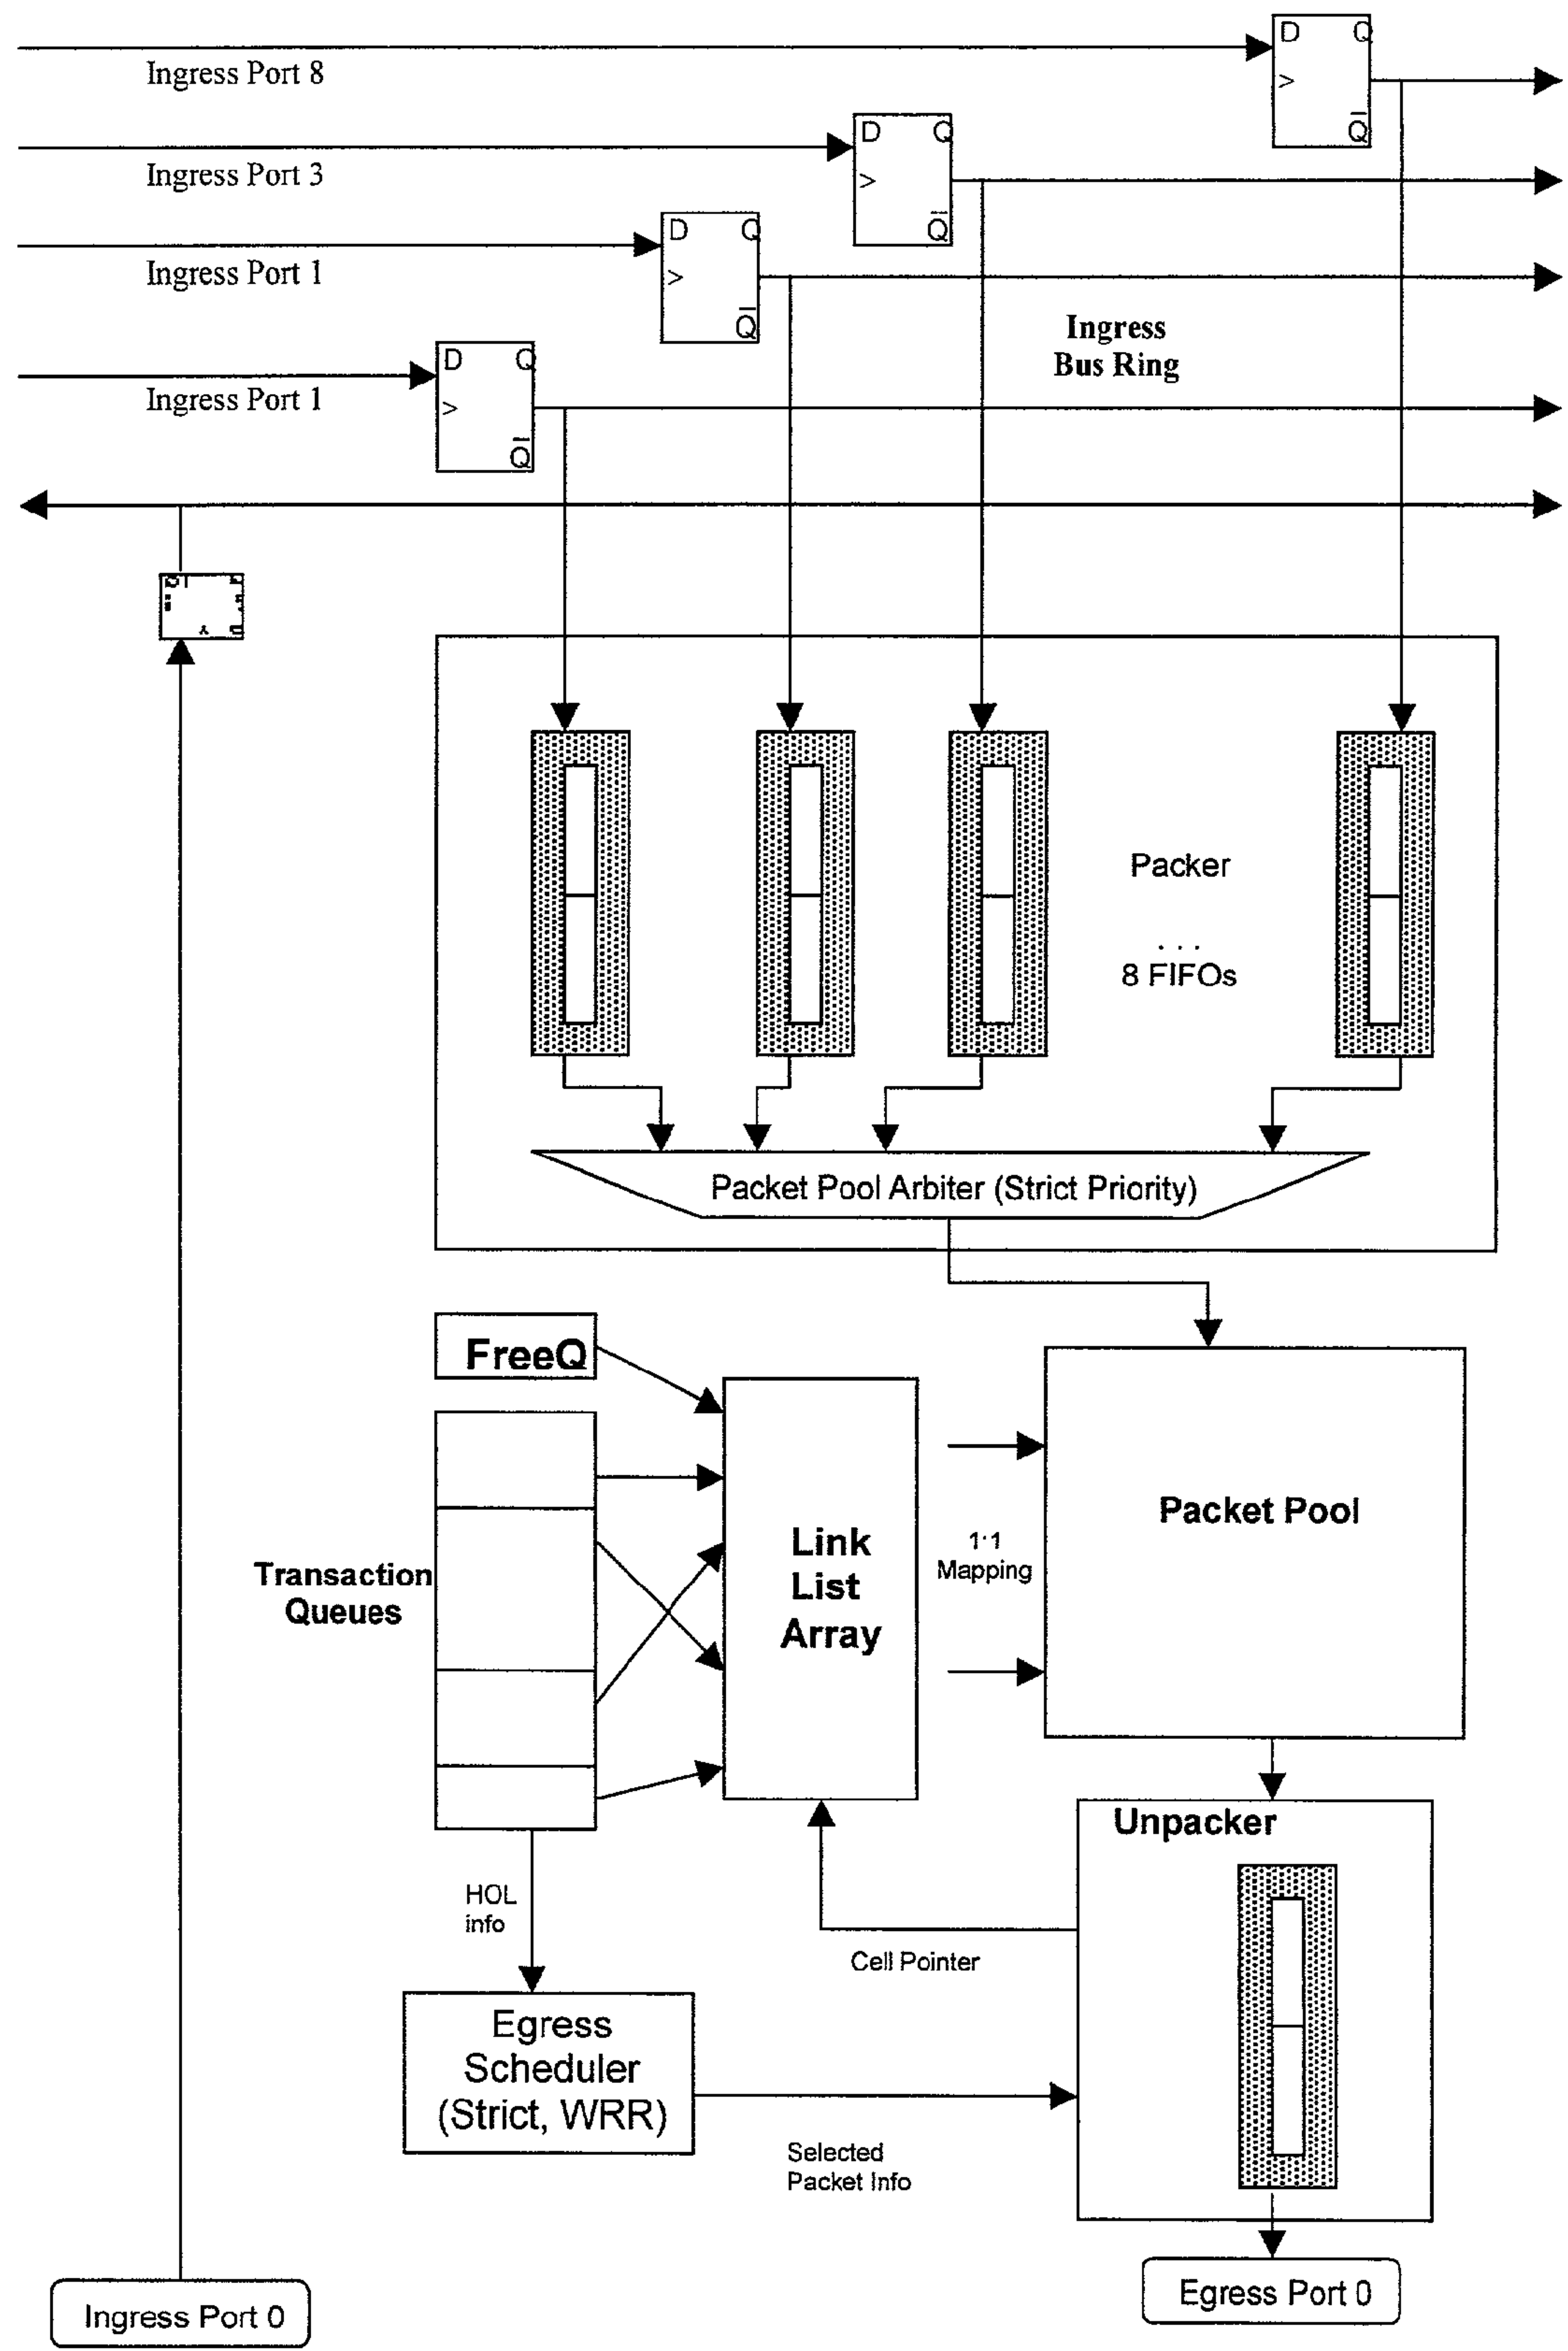 D Q
>
Q
Ingress Port 8
D Q
>
Q
Ingress Port 3
D Q
>
Q
Ingress Port 1
Ingress
Bus Ring
D Q
>
Q
Ingress Port 1
Packer
. . .
8 FIFOs
Packet Pool Arbiter (Strict Priority)
FreeQ
Transaction
Queues
Link
List
Array
1:1
Mapping
Packet Pool
Unpacker
HOL
info
Cell Pointer
Egress
Scheduler
(Strict, WRR)
Selected
Packet Info
Ingress Port 0
Egress Port 0